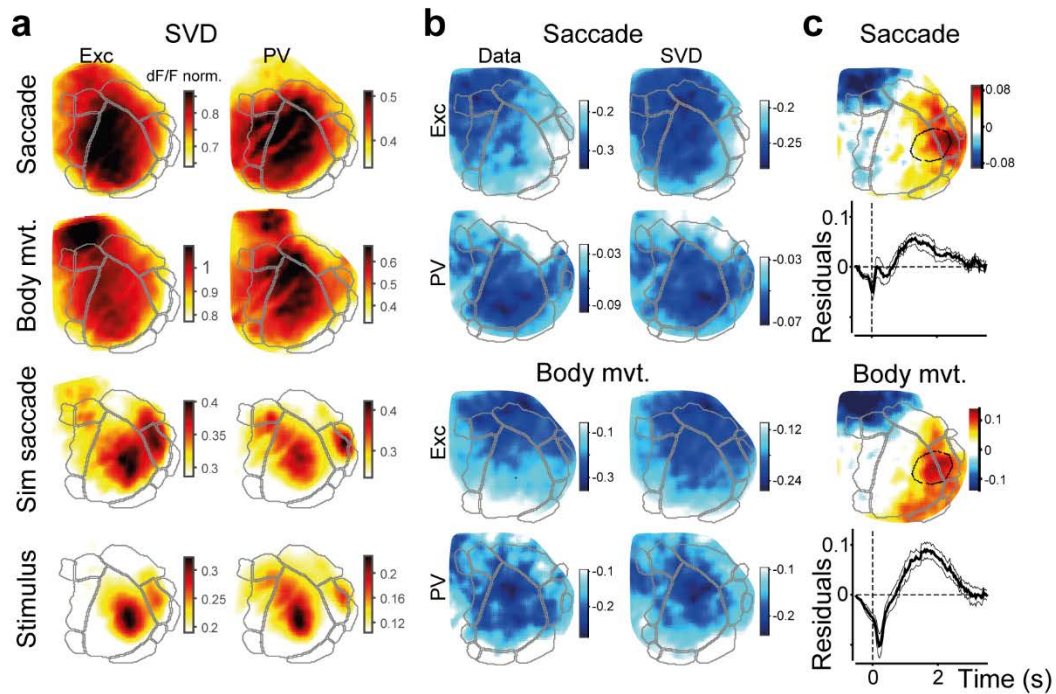 a
SVD
Exc
PV
dF/F norm.
Saccade
0.8
0.7
0.5
0.4
Body mvt.
1
0.9
0.8
0.6
0.5
0.4
Sim saccade
0.4
0.35
0.3
0.4
0.3
Stimulus
0.3
0.25
0.2
0.2
0.16
0.12
b
Saccade
Data
SVD
Exc
-0.2
-0.3
-0.2
-0.25
PV
-0.03
-0.09
-0.03
-0.07
Body mvt.
Exc
-0.1
-0.3
-0.12
-0.24
PV
-0.1
-0.2
-0.1
-0.2
c
Saccade
0.08
0
-0.08
0.1
0
Residuals
Body mvt.
0.1
0
-0.1
0.1
0
Residuals
0
2
Time (s)